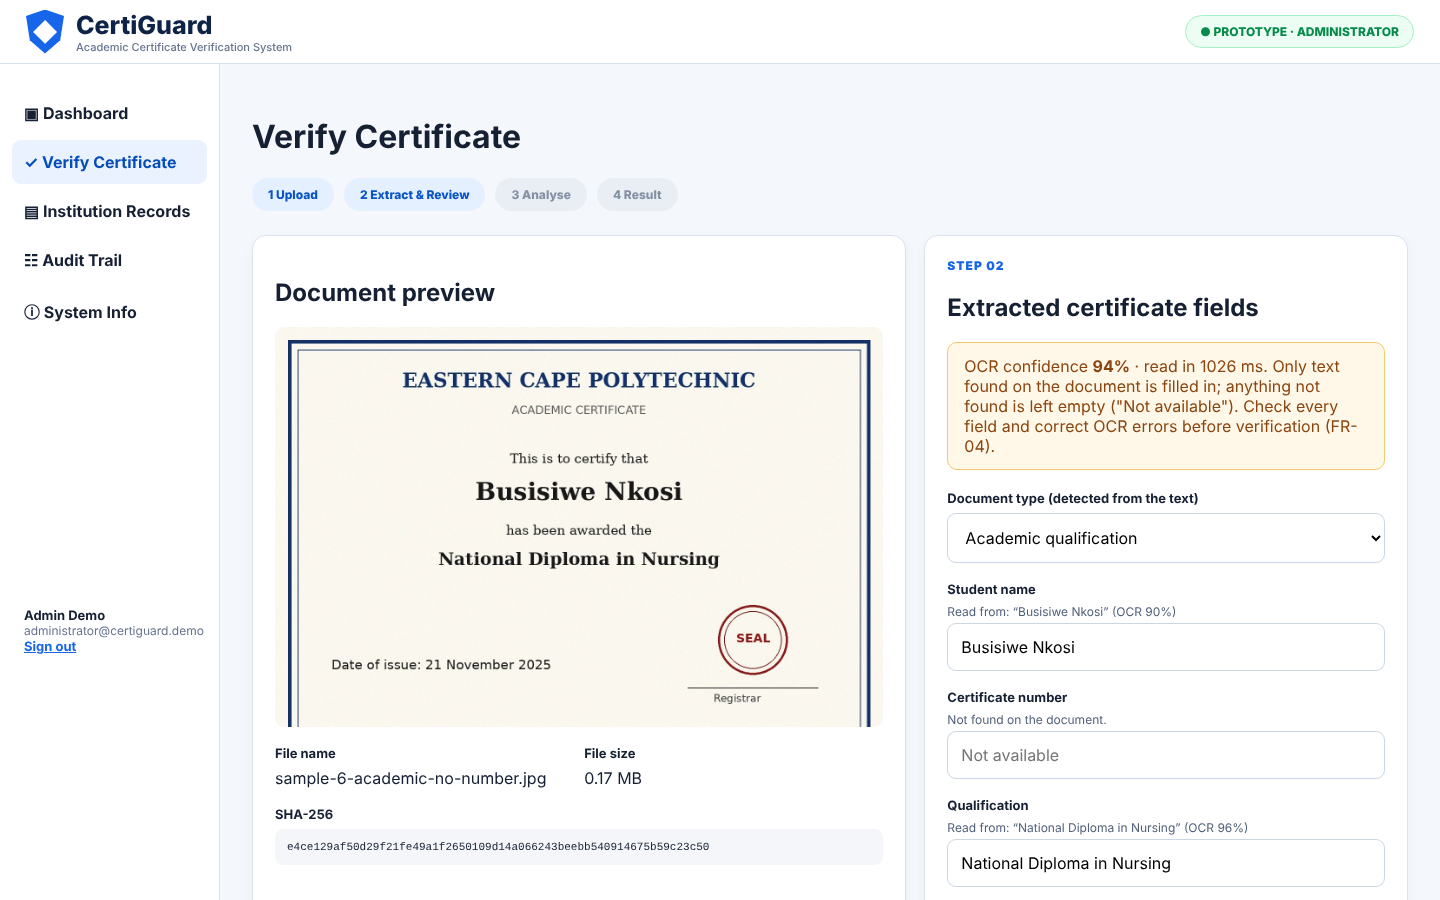 CertiGuard
Academic Certificate Verification System
PROTOTYPE · ADMINISTRATOR
Dashboard
Verify Certificate
Institution Records
Audit Trail
System Info
Admin Demo
administrator@certiguard.demo
Sign out
Verify Certificate
1 Upload
2 Extract & Review
3 Analyse
4 Result
Document preview
EASTERN CAPE POLYTECHNIC
ACADEMIC CERTIFICATE
This is to certify that
Busisiwe Nkosi
has been awarded the
National Diploma in Nursing
SEAL
Date of issue: 21 November 2025
Registrar
File name
sample-6-academic-no-number.jpg
File size
0.17 MB
SHA-256
e4ce129af50d29f21fe49a1f2650109d14a066243beebb540914675b59c23c50
STEP 02
Extracted certificate fields
OCR confidence 94% · read in 1026 ms. Only text
found on the document is filled in; anything not
found is left empty ("Not available"). Check every
field and correct OCR errors before verification (FR-
04).
Document type (detected from the text)
Academic qualification
Student name
Read from: “Busisiwe Nkosi” (OCR 90%)
Busisiwe Nkosi
Certificate number
Not found on the document.
Not available
Qualification
Read from: “National Diploma in Nursing” (OCR 96%)
National Diploma in Nursing